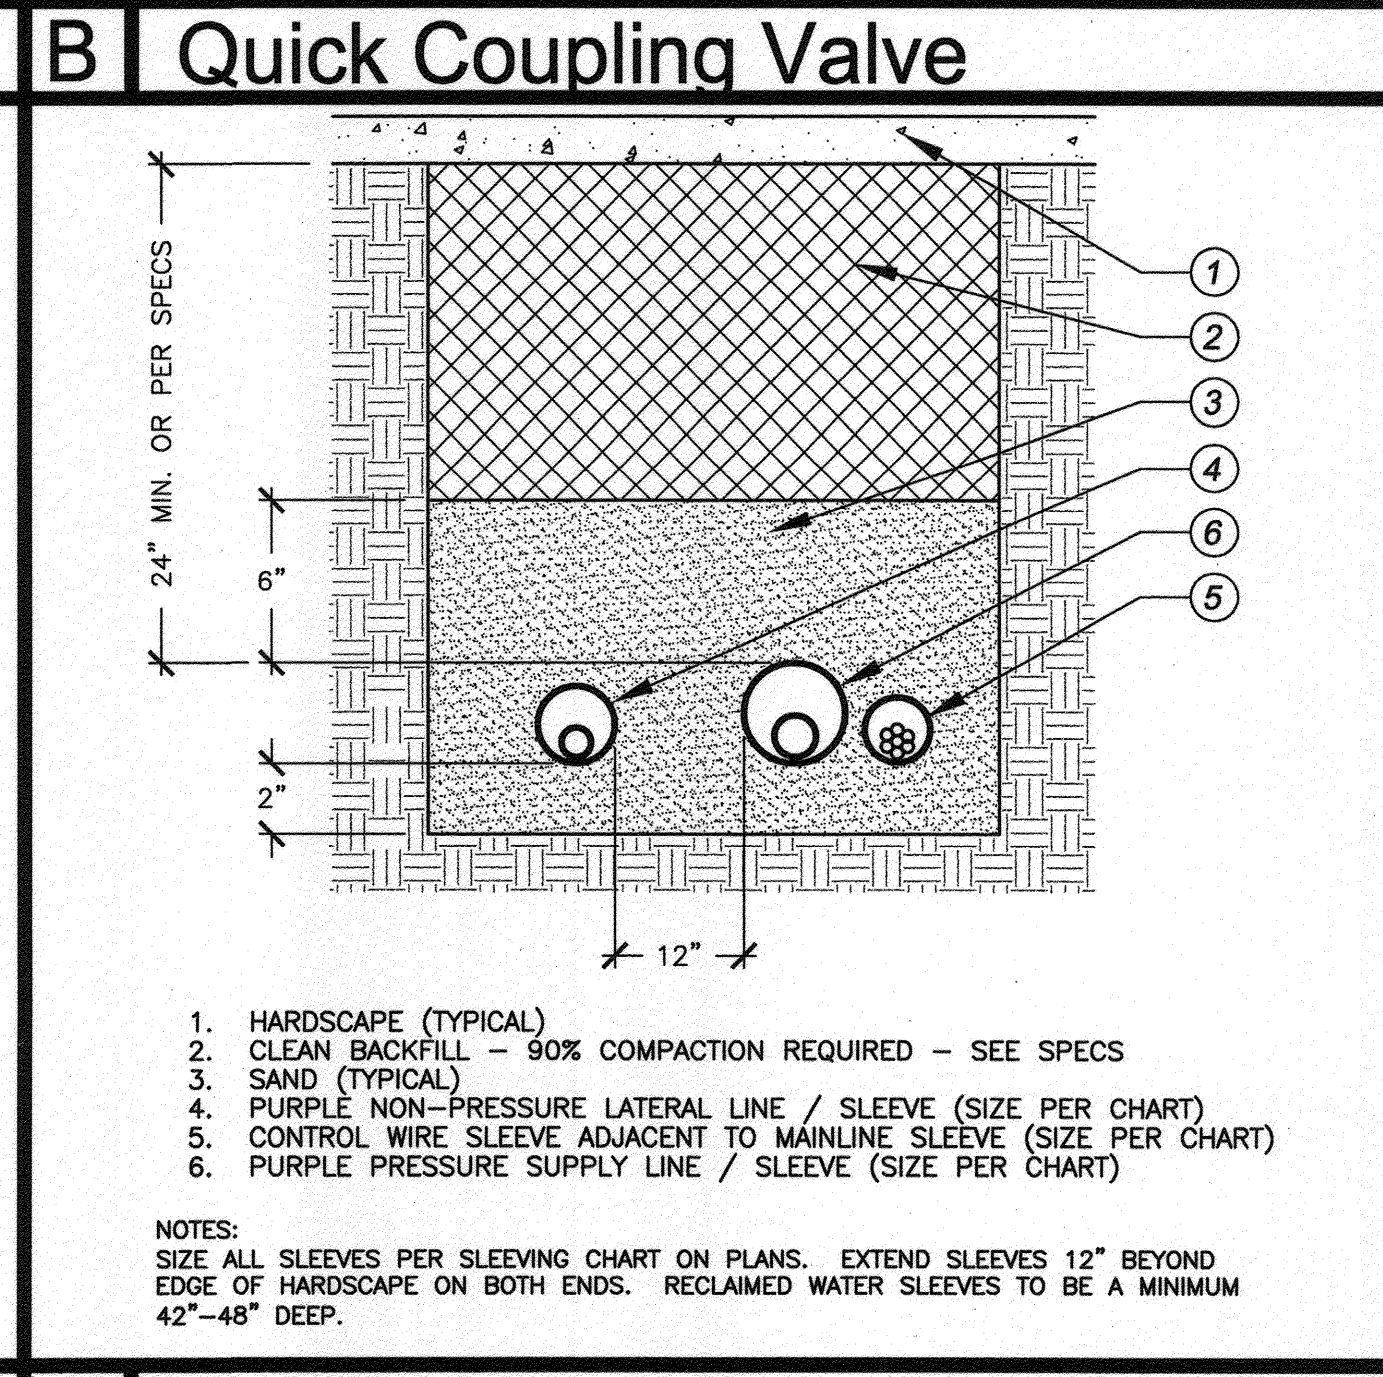 B Quick Coupling Valve
24" MIN. OR PER SPECS
6"
2"
12"
1
2
3
4
6
5
1. HARDSCAPE (TYPICAL)
2. CLEAN BACKFILL – 90% COMPACTION REQUIRED – SEE SPECS
3. SAND (TYPICAL)
4. PURPLE NON–PRESSURE LATERAL LINE / SLEEVE (SIZE PER CHART)
5. CONTROL WIRE SLEEVE ADJACENT TO MAINLINE SLEEVE (SIZE PER CHART)
6. PURPLE PRESSURE SUPPLY LINE / SLEEVE (SIZE PER CHART)
NOTES:
SIZE ALL SLEEVES PER SLEEVING CHART ON PLANS. EXTEND SLEEVES 12" BEYOND
EDGE OF HARDSCAPE ON BOTH ENDS. RECLAIMED WATER SLEEVES TO BE A MINIMUM
42"–48" DEEP.